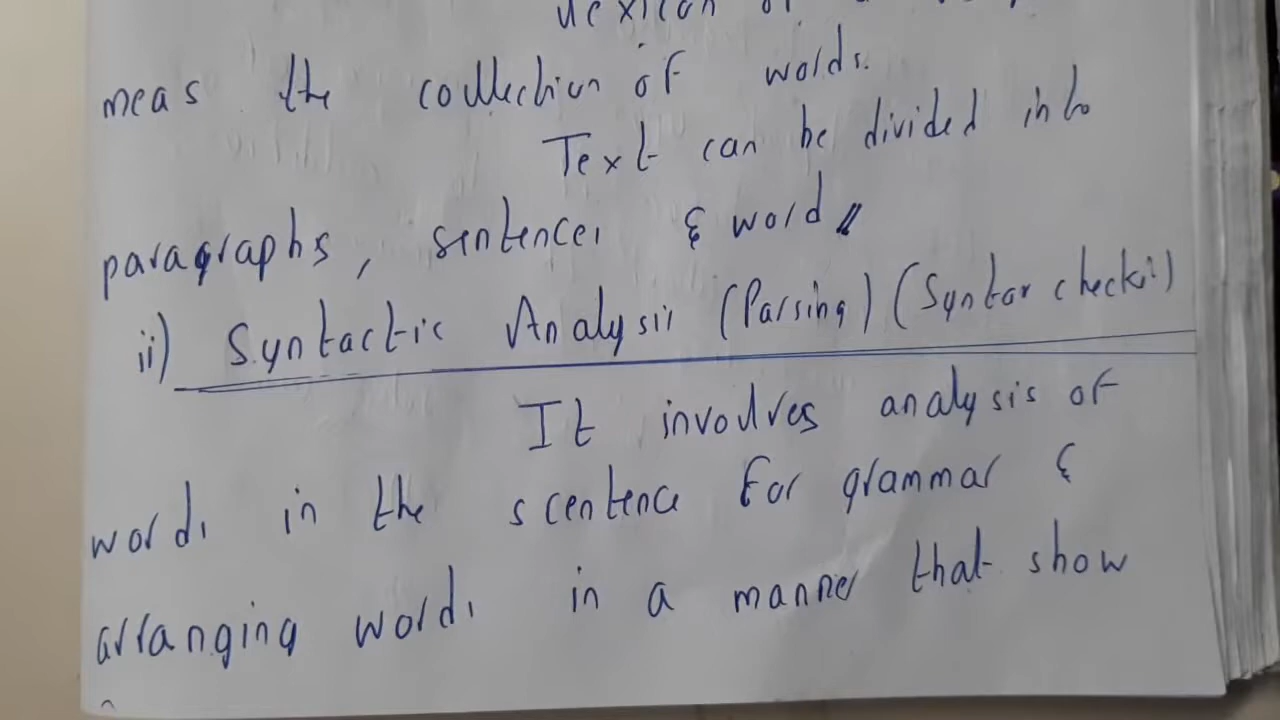 meas the collection of words.
Text can be divided into
paragraphs, sentences & words
ii) Syntactic Analysis (Parsing) (Syntax check:)
It involves analysis of
words in the scentence for grammar &
arranging words in a manner that show